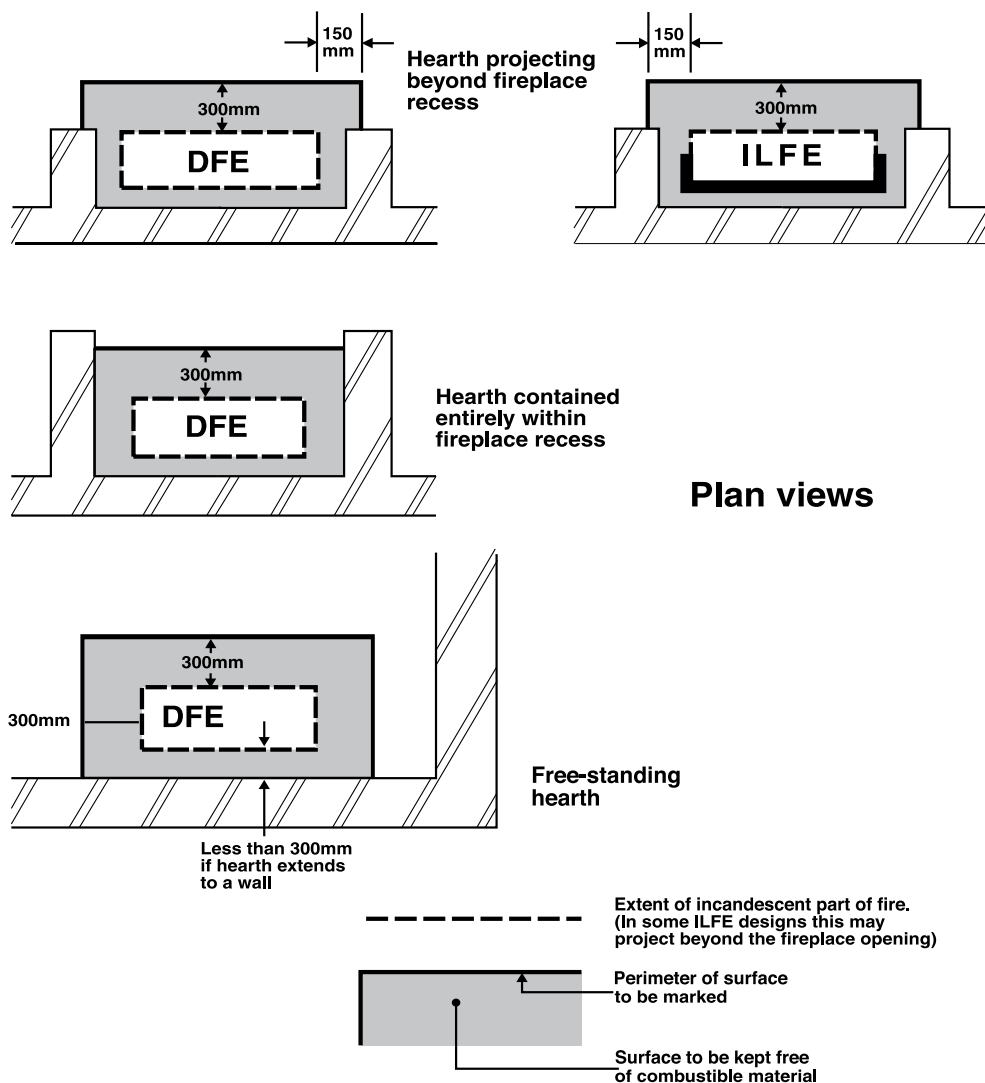 150
mm
Hearth projecting
beyond fireplace
recess
150
mm
300mm
DFE
300mm
ILFE
300mm
DFE
Hearth contained
entirely within
fireplace recess
Plan views
300mm
300mm
DFE
Free-standing
hearth
Less than 300mm
if hearth extends
to a wall
Extent of incandescent part of fire.
(In some ILFE designs this may
project beyond the fireplace opening)
Perimeter of surface
to be marked
Surface to be kept free
of combustible material